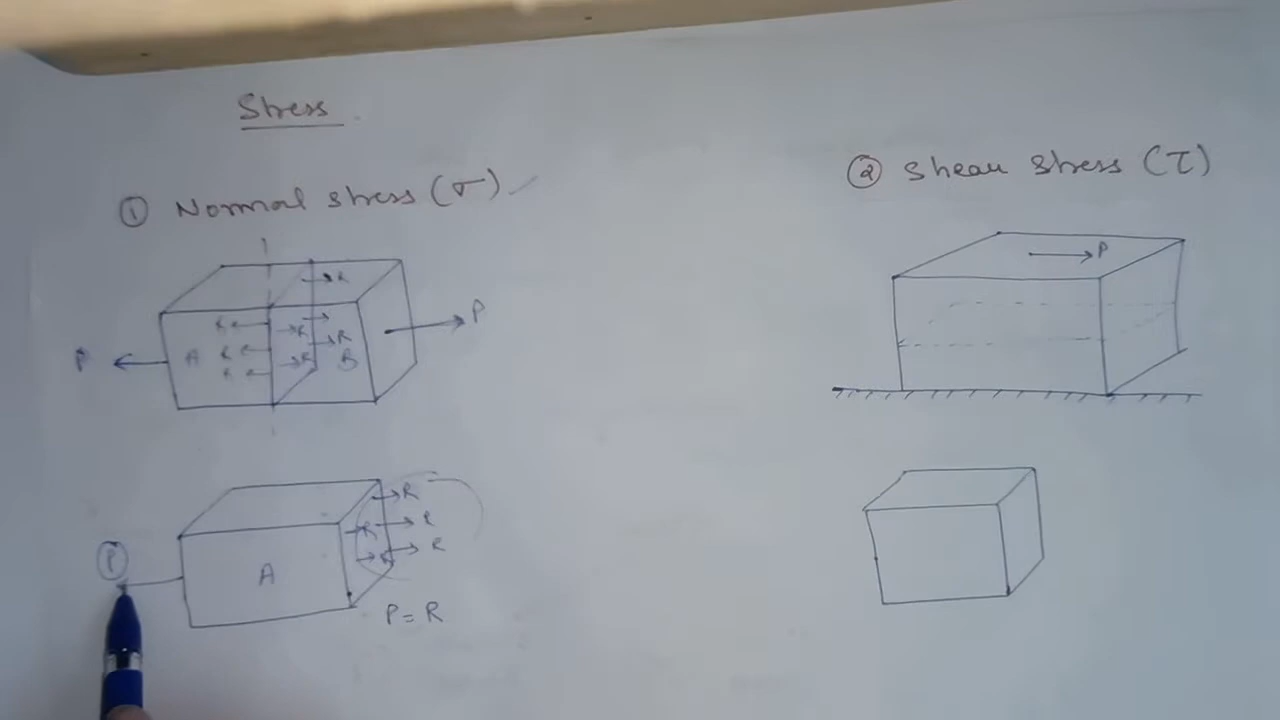 Stress
① Normal stress (σ)
② Shear stress (τ)
R
P
R R
R R
R R
A
B
P
P
R
R R
R R
P
A
P = R